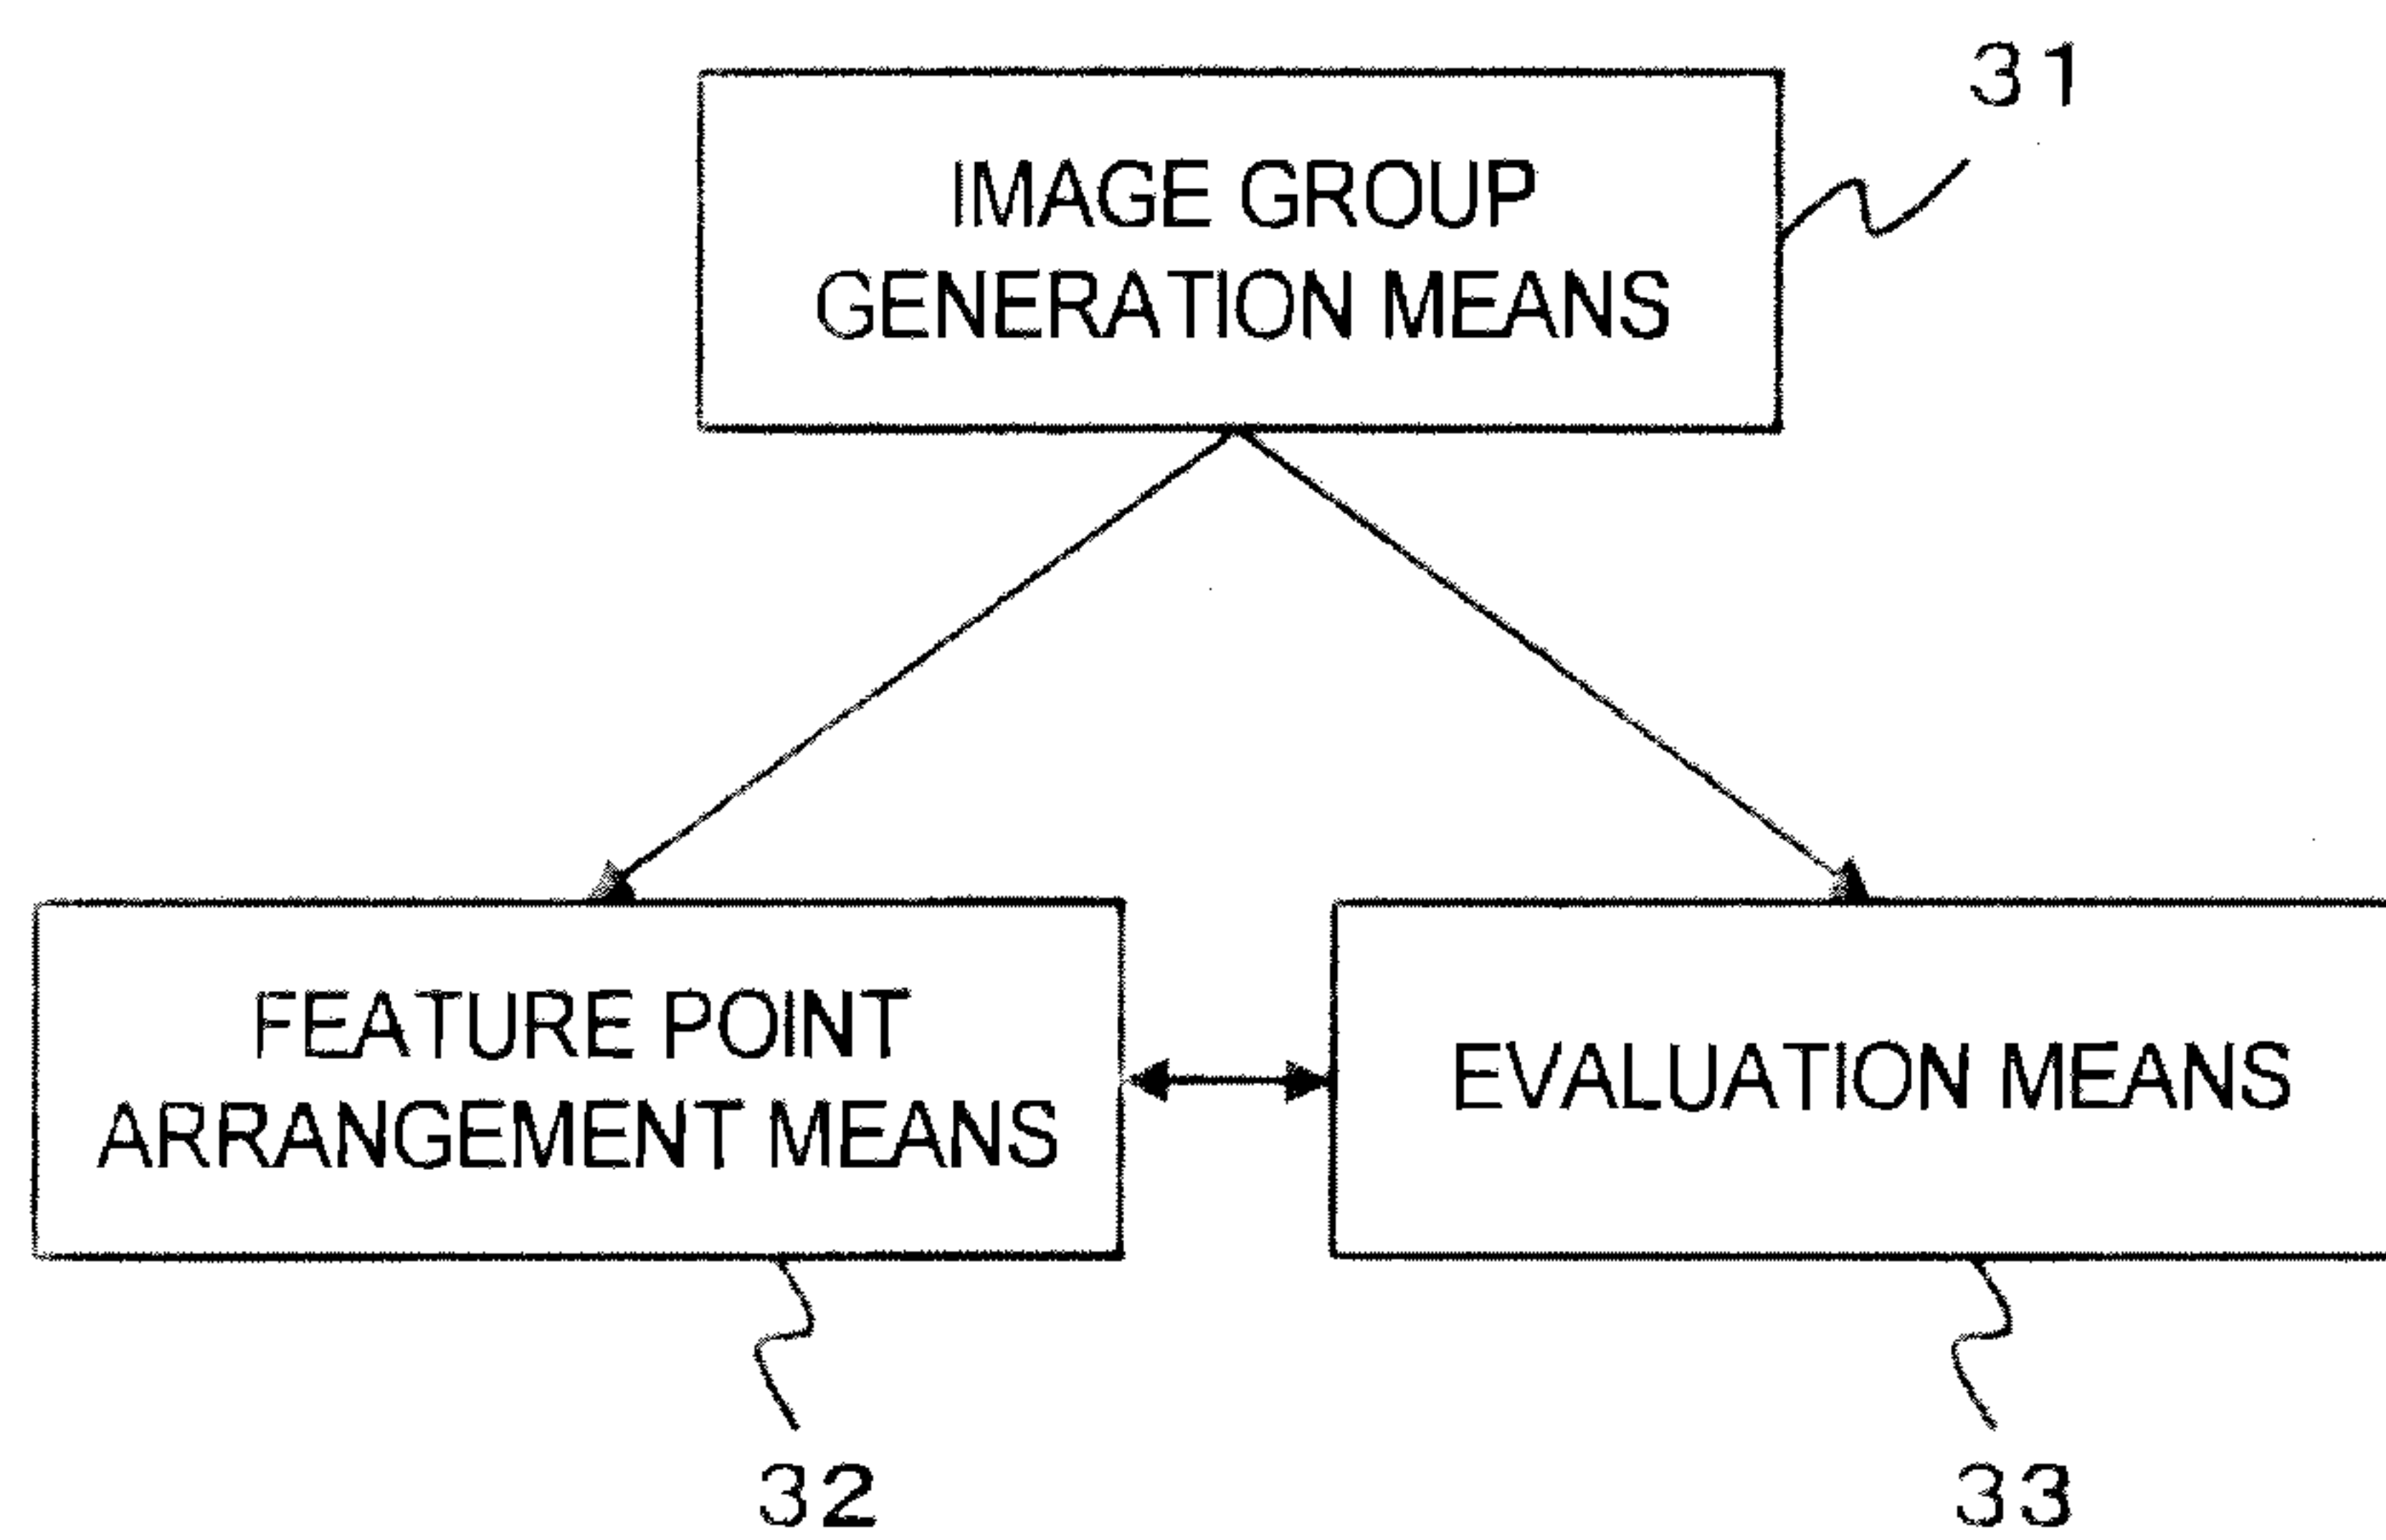 31
IMAGE GROUP
GENERATION MEANS
FEATURE POINT
ARRANGEMENT MEANS
EVALUATION MEANS
32
33